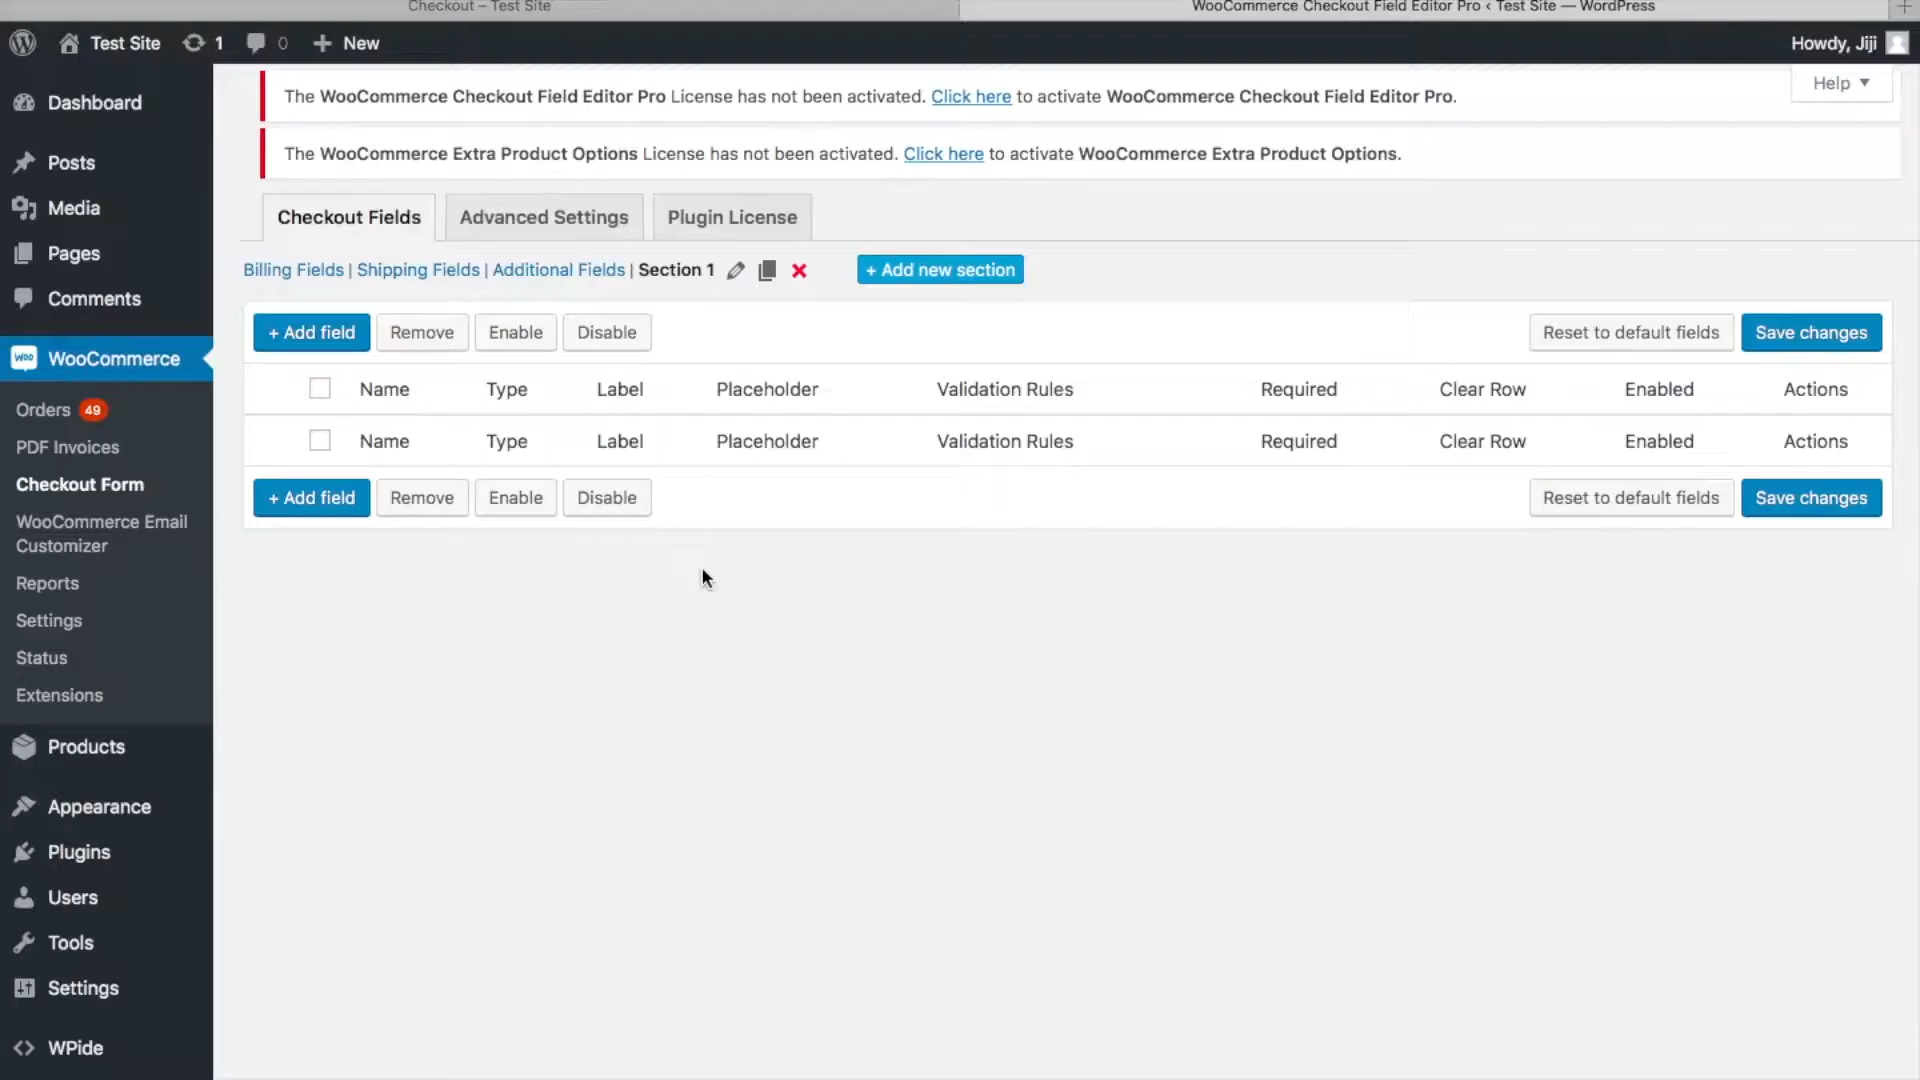 Checkout – Test Site
WooCommerce Checkout Field Editor Pro ‹ Test Site — WordPress
Test Site 1 0 New
Howdy, Jiji
Help
Dashboard
Posts
Media
Pages
Comments
WooCommerce
Orders 49
PDF Invoices
Checkout Form
WooCommerce Email
Customizer
Reports
Settings
Status
Extensions
Products
Appearance
Plugins
Users
Tools
Settings
WPide
The WooCommerce Checkout Field Editor Pro License has not been activated. Click here to activate WooCommerce Checkout Field Editor Pro.
The WooCommerce Extra Product Options License has not been activated. Click here to activate WooCommerce Extra Product Options.
Checkout Fields Advanced Settings Plugin License
Billing Fields | Shipping Fields | Additional Fields | Section 1 + Add new section
+ Add field Remove Enable Disable Reset to default fields Save changes
Name Type Label Placeholder Validation Rules Required Clear Row Enabled Actions
Name Type Label Placeholder Validation Rules Required Clear Row Enabled Actions
+ Add field Remove Enable Disable Reset to default fields Save changes